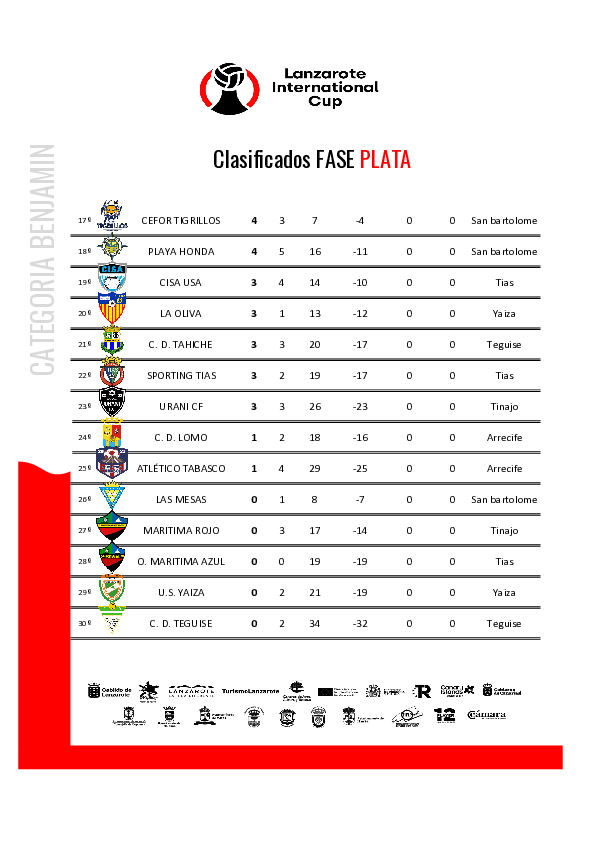 Lanzarote
International
Cup
Clasificados FASE PLATA
CATEGORIA BENJAMIN
17º CEFOR TIGRILLOS 4 3 7 -4 0 0 San bartolome
18º PLAYA HONDA 4 5 16 -11 0 0 San bartolome
19º CISA USA 3 4 14 -10 0 0 Tias
20º LA OLIVA 3 1 13 -12 0 0 Yaiza
21º C. D. TAHICHE 3 3 20 -17 0 0 Teguise
22º SPORTING TIAS 3 2 19 -17 0 0 Tias
23º URANI CF 3 3 26 -23 0 0 Tinajo
24º C. D. LOMO 1 2 18 -16 0 0 Arrecife
25º ATLÉTICO TABASCO 1 4 29 -25 0 0 Arrecife
26º LAS MESAS 0 1 8 -7 0 0 San bartolome
27º MARITIMA ROJO 0 3 17 -14 0 0 Tinajo
28º O. MARITIMA AZUL 0 0 19 -19 0 0 Tias
29º U.S. YAIZA 0 2 21 -19 0 0 Yaiza
30º C. D. TEGUISE 0 2 34 -32 0 0 Teguise
Cabildo de
Lanzarote
LANZAROTE
TurismoLanzarote
Canary
Islands
Gobierno
de Canarias
12
Cámara